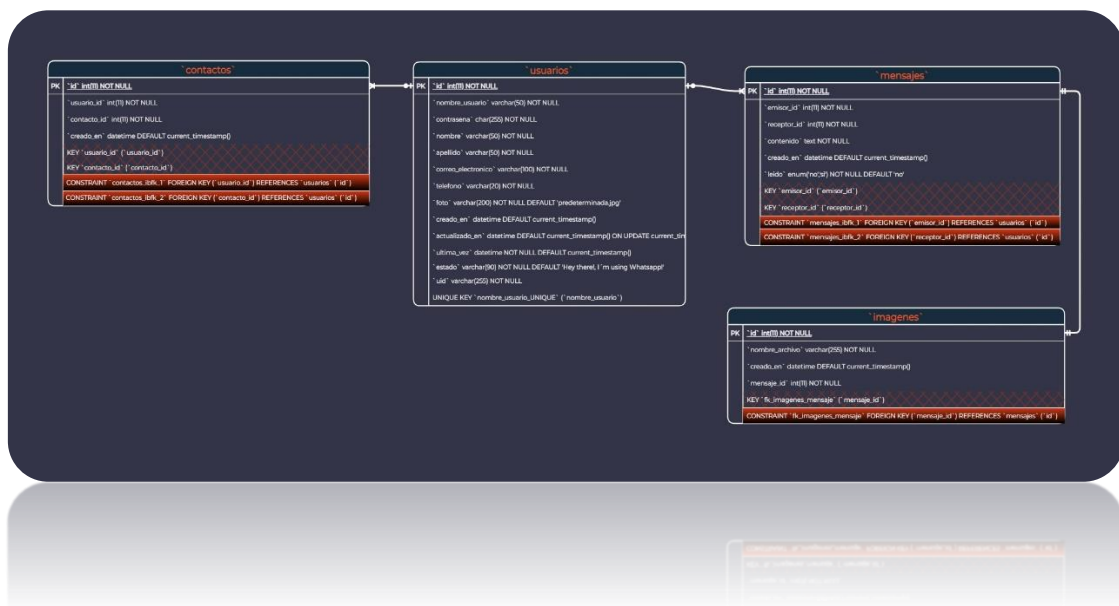 `contactos`
PK `id` int(11) NOT NULL
`usuario_id` int(11) NOT NULL
`contacto_id` int(11) NOT NULL
`creado_en` datetime DEFAULT current_timestamp()
KEY `usuario_id` (`usuario_id`)
KEY `contacto_id` (`contacto_id`)
CONSTRAINT `contactos_ibfk_1` FOREIGN KEY (`usuario_id`) REFERENCES `usuarios` (`id`)
CONSTRAINT `contactos_ibfk_2` FOREIGN KEY (`contacto_id`) REFERENCES `usuarios` (`id`)
`usuarios`
PK `id` int(11) NOT NULL
`nombre_usuario` varchar(50) NOT NULL
`contrasena` char(255) NOT NULL
`nombre` varchar(50) NOT NULL
`apellido` varchar(50) NOT NULL
`correo_electronico` varchar(100) NOT NULL
`telefono` varchar(20) NOT NULL
`foto` varchar(200) NOT NULL DEFAULT 'predeterminada.jpg'
`creado_en` datetime DEFAULT current_timestamp()
`actualizado_en` datetime DEFAULT current_timestamp() ON UPDATE current_tim
`ultima_vez` datetime NOT NULL DEFAULT current_timestamp()
`estado` varchar(90) NOT NULL DEFAULT 'Hey there!, I´m using Whatsapp!'
`uid` varchar(255) NOT NULL
UNIQUE KEY `nombre_usuario_UNIQUE` (`nombre_usuario`)
`mensajes`
PK `id` int(11) NOT NULL
`emisor_id` int(11) NOT NULL
`receptor_id` int(11) NOT NULL
`contenido` text NOT NULL
`creado_en` datetime DEFAULT current_timestamp()
`leido` enum('no','sí') NOT NULL DEFAULT 'no'
KEY `emisor_id` (`emisor_id`)
KEY `receptor_id` (`receptor_id`)
CONSTRAINT `mensajes_ibfk_1` FOREIGN KEY (`emisor_id`) REFERENCES `usuarios` (`id`)
CONSTRAINT `mensajes_ibfk_2` FOREIGN KEY (`receptor_id`) REFERENCES `usuarios` (`id`)
`imagenes`
PK `id` int(11) NOT NULL
`nombre_archivo` varchar(255) NOT NULL
`creado_en` datetime DEFAULT current_timestamp()
`mensaje_id` int(11) NOT NULL
KEY `fk_imagenes_mensaje` (`mensaje_id`)
CONSTRAINT `fk_imagenes_mensaje` FOREIGN KEY (`mensaje_id`) REFERENCES `mensajes` (`id`)